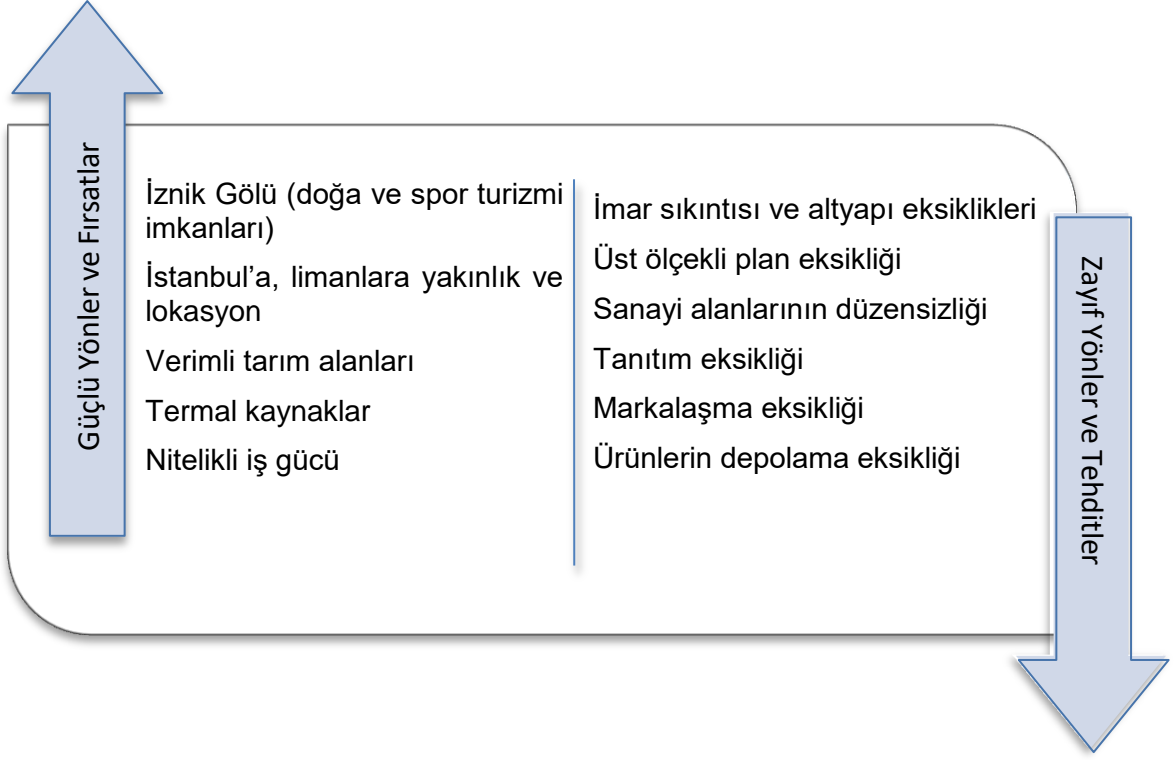 Güçlü Yönler ve Fırsatlar
İznik Gölü (doğa ve spor turizmi
imkanları)
İstanbul’a, limanlara yakınlık ve
lokasyon
Verimli tarım alanları
Termal kaynaklar
Nitelikli iş gücü
İmar sıkıntısı ve altyapı eksiklikleri
Üst ölçekli plan eksikliği
Sanayi alanlarının düzensizliği
Tanıtım eksikliği
Markalaşma eksikliği
Ürünlerin depolama eksikliği
Zayıf Yönler ve Tehditler